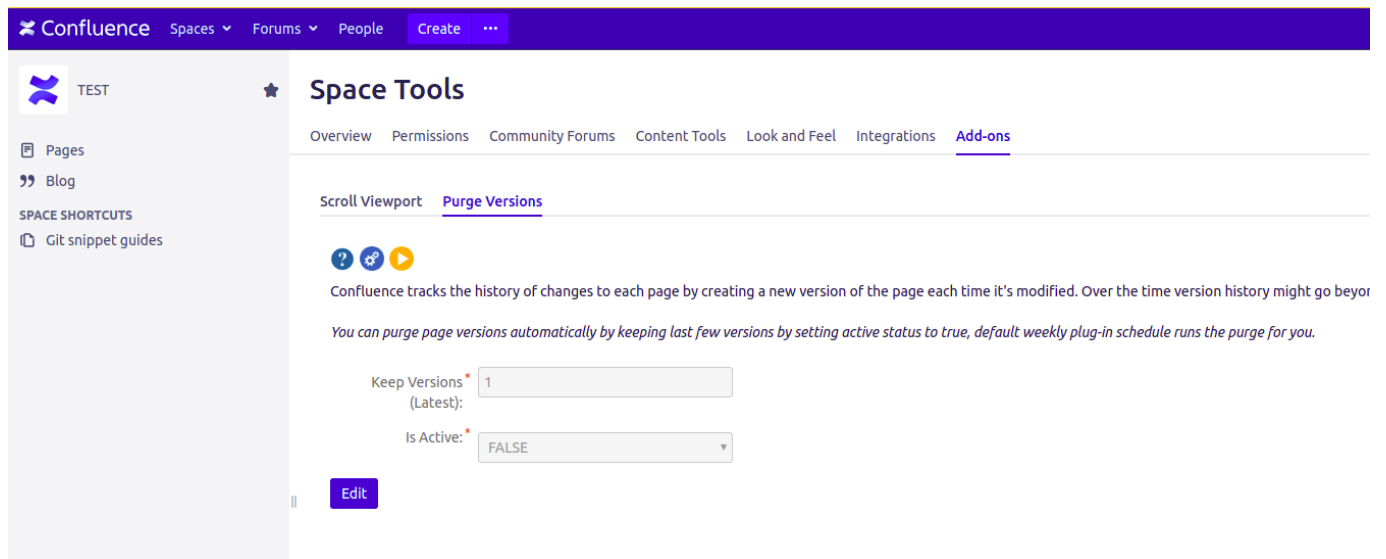 Confluence Spaces Forums People Create ...
TEST
Space Tools
Overview Permissions Community Forums Content Tools Look and Feel Integrations Add-ons
Pages
Blog
SPACE SHORTCUTS
Git snippet guides
Scroll Viewport Purge Versions
?
Confluence tracks the history of changes to each page by creating a new version of the page each time it's modified. Over the time version history might go beyor
You can purge page versions automatically by keeping last few versions by setting active status to true, default weekly plug-in schedule runs the purge for you.
Keep Versions* 1
(Latest):
Is Active:* FALSE
Edit